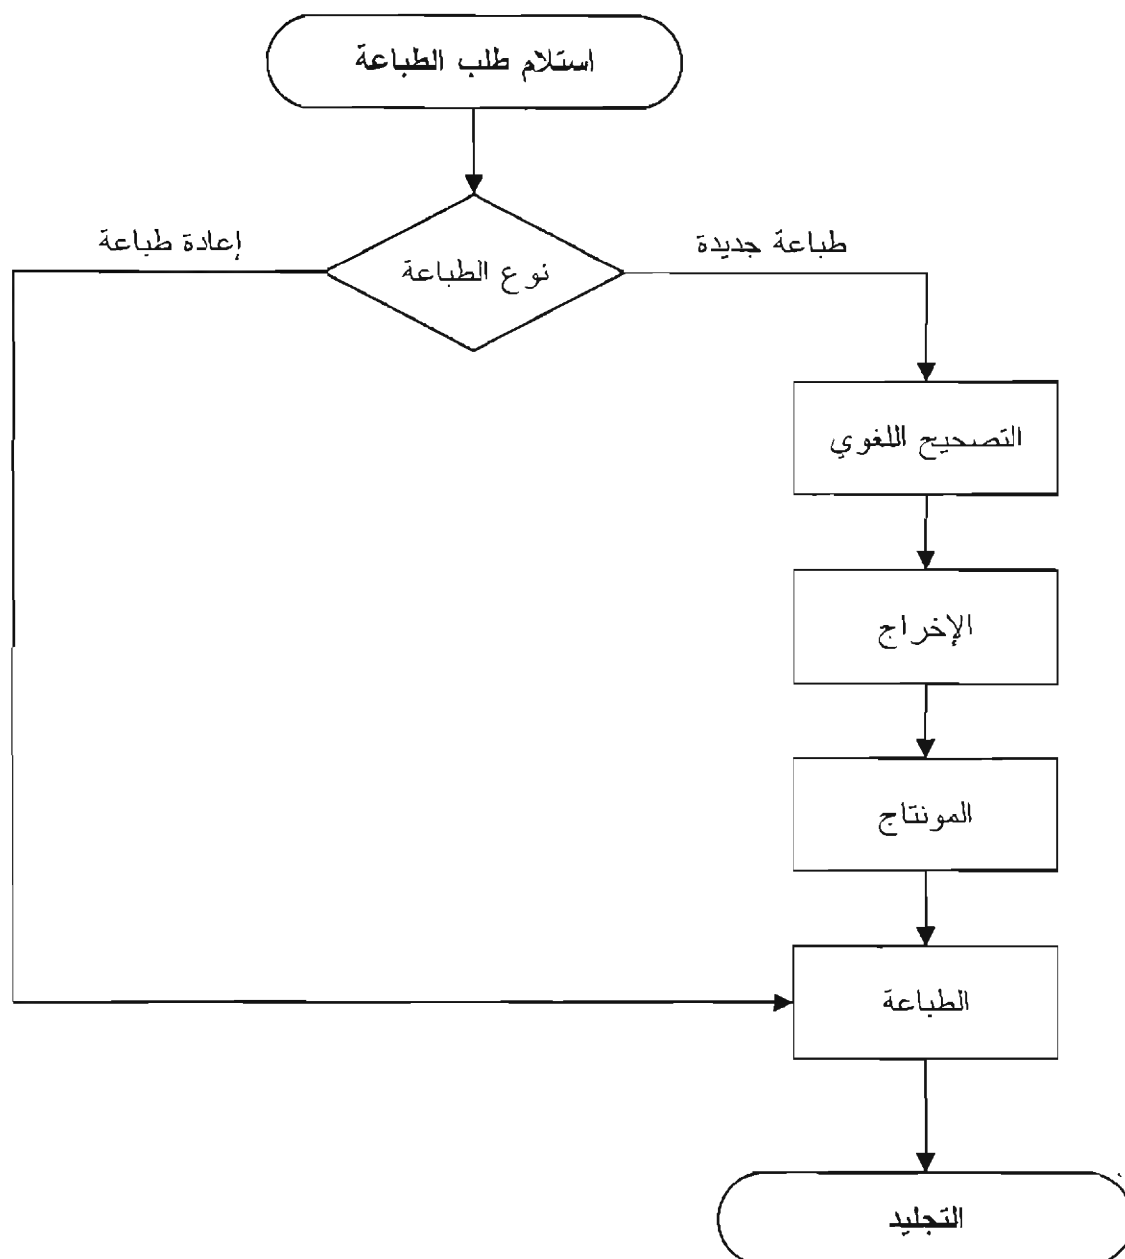 استلام طلب الطباعة
طباعة جديدة
إعادة طباعة
نوع الطباعة
التصحيح اللغوي
الإخراج
المونتاج
الطباعة
التجليد